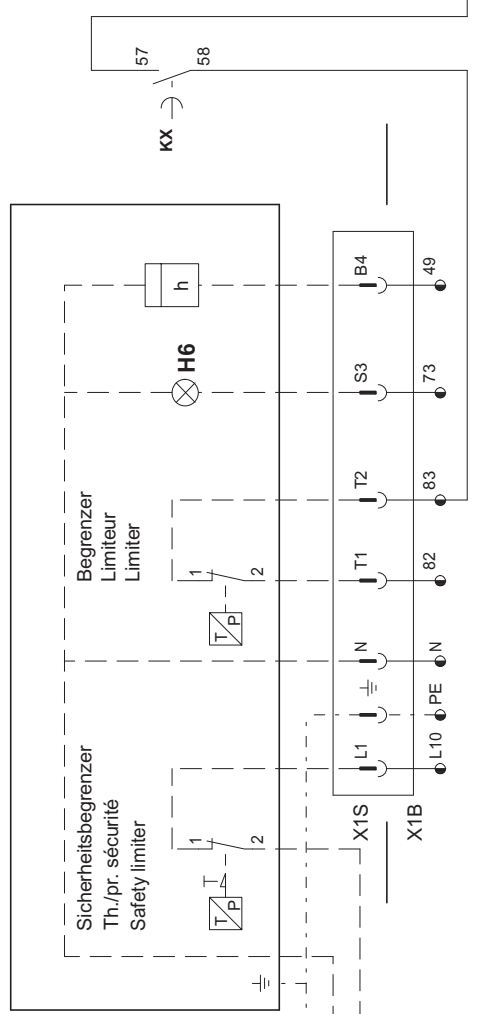 57
58
KX
h
H6
Begrenzer
Limiteur
Limiter
1
2
T
P
Sicherheitsbegrenzer
Th./pr. sécurité
Safety limiter
1
2
T
P
X1S
L1
N
T1
T2
S3
B4
X1B
L10
PE
N
82
83
73
49